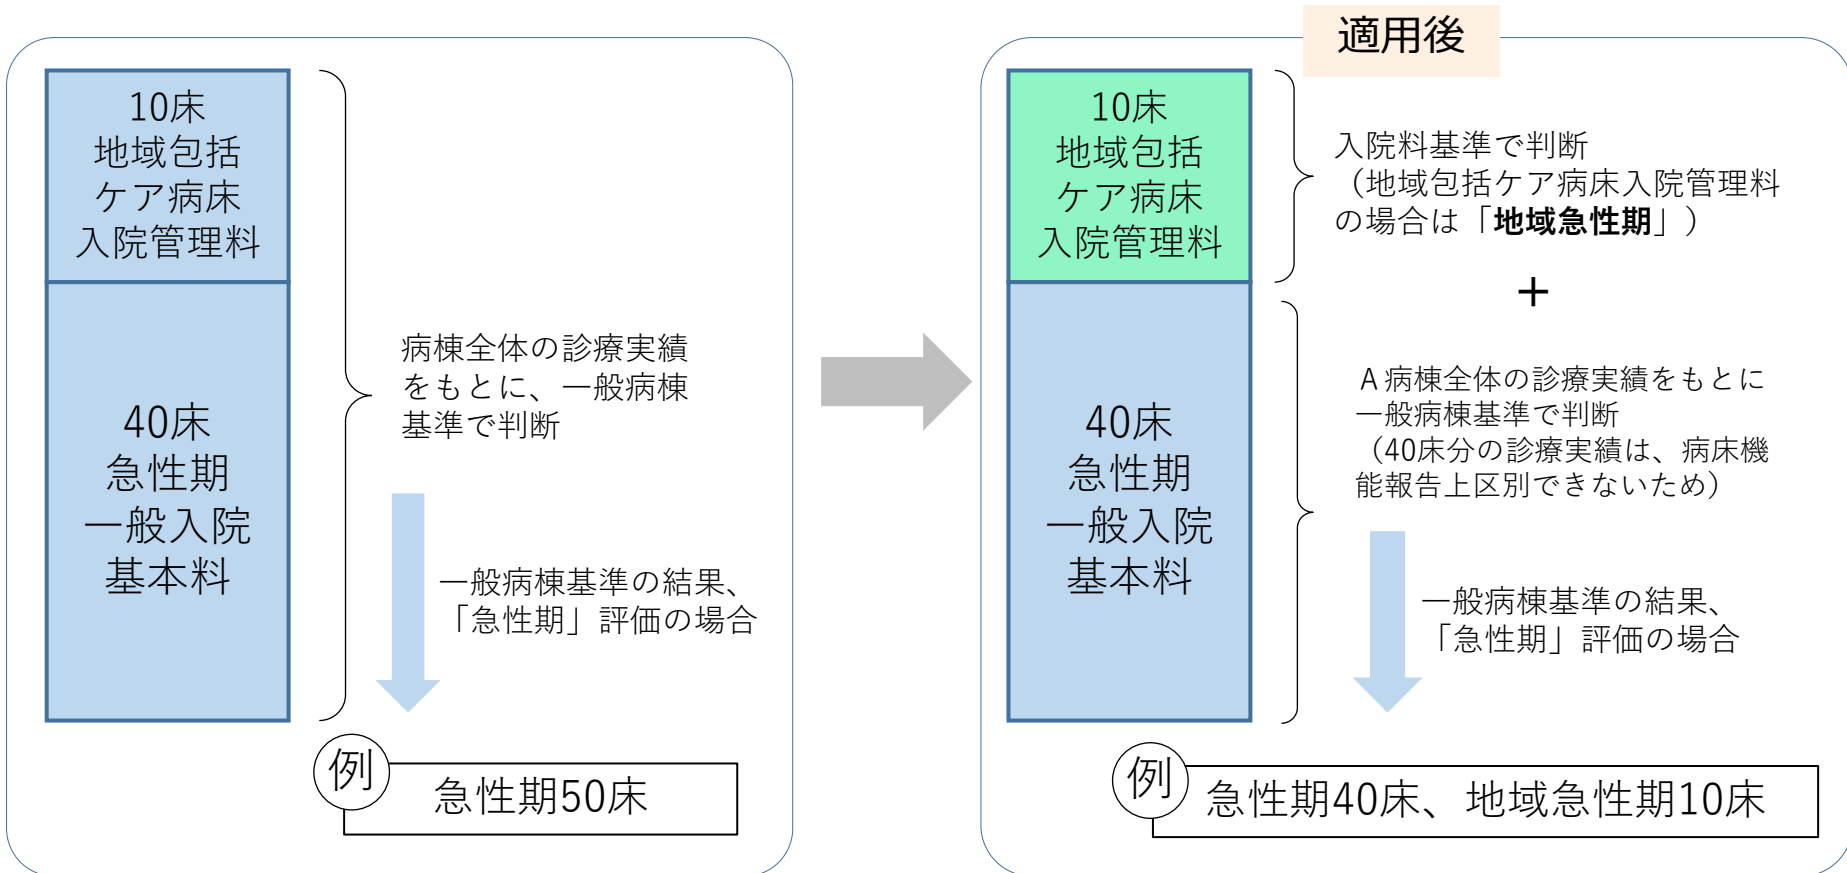 10床
地域包括
ケア病床
入院管理料
40床
急性期
一般入院
基本料
病棟全体の診療実績
をもとに、一般病棟
基準で判断
一般病棟基準の結果、
「急性期」評価の場合
例
急性期50床
適用後
10床
地域包括
ケア病床
入院管理料
40床
急性期
一般入院
基本料
入院料基準で判断
（地域包括ケア病床入院管理料
の場合は「地域急性期」）
＋
Ａ病棟全体の診療実績をもとに
一般病棟基準で判断
（40床分の診療実績は、病床機
能報告上区別できないため）
一般病棟基準の結果、
「急性期」評価の場合
例
急性期40床、地域急性期10床